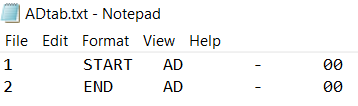 ADtab.txt - Notepad
File Edit Format View Help
1 START AD - 00
2 END AD - 00